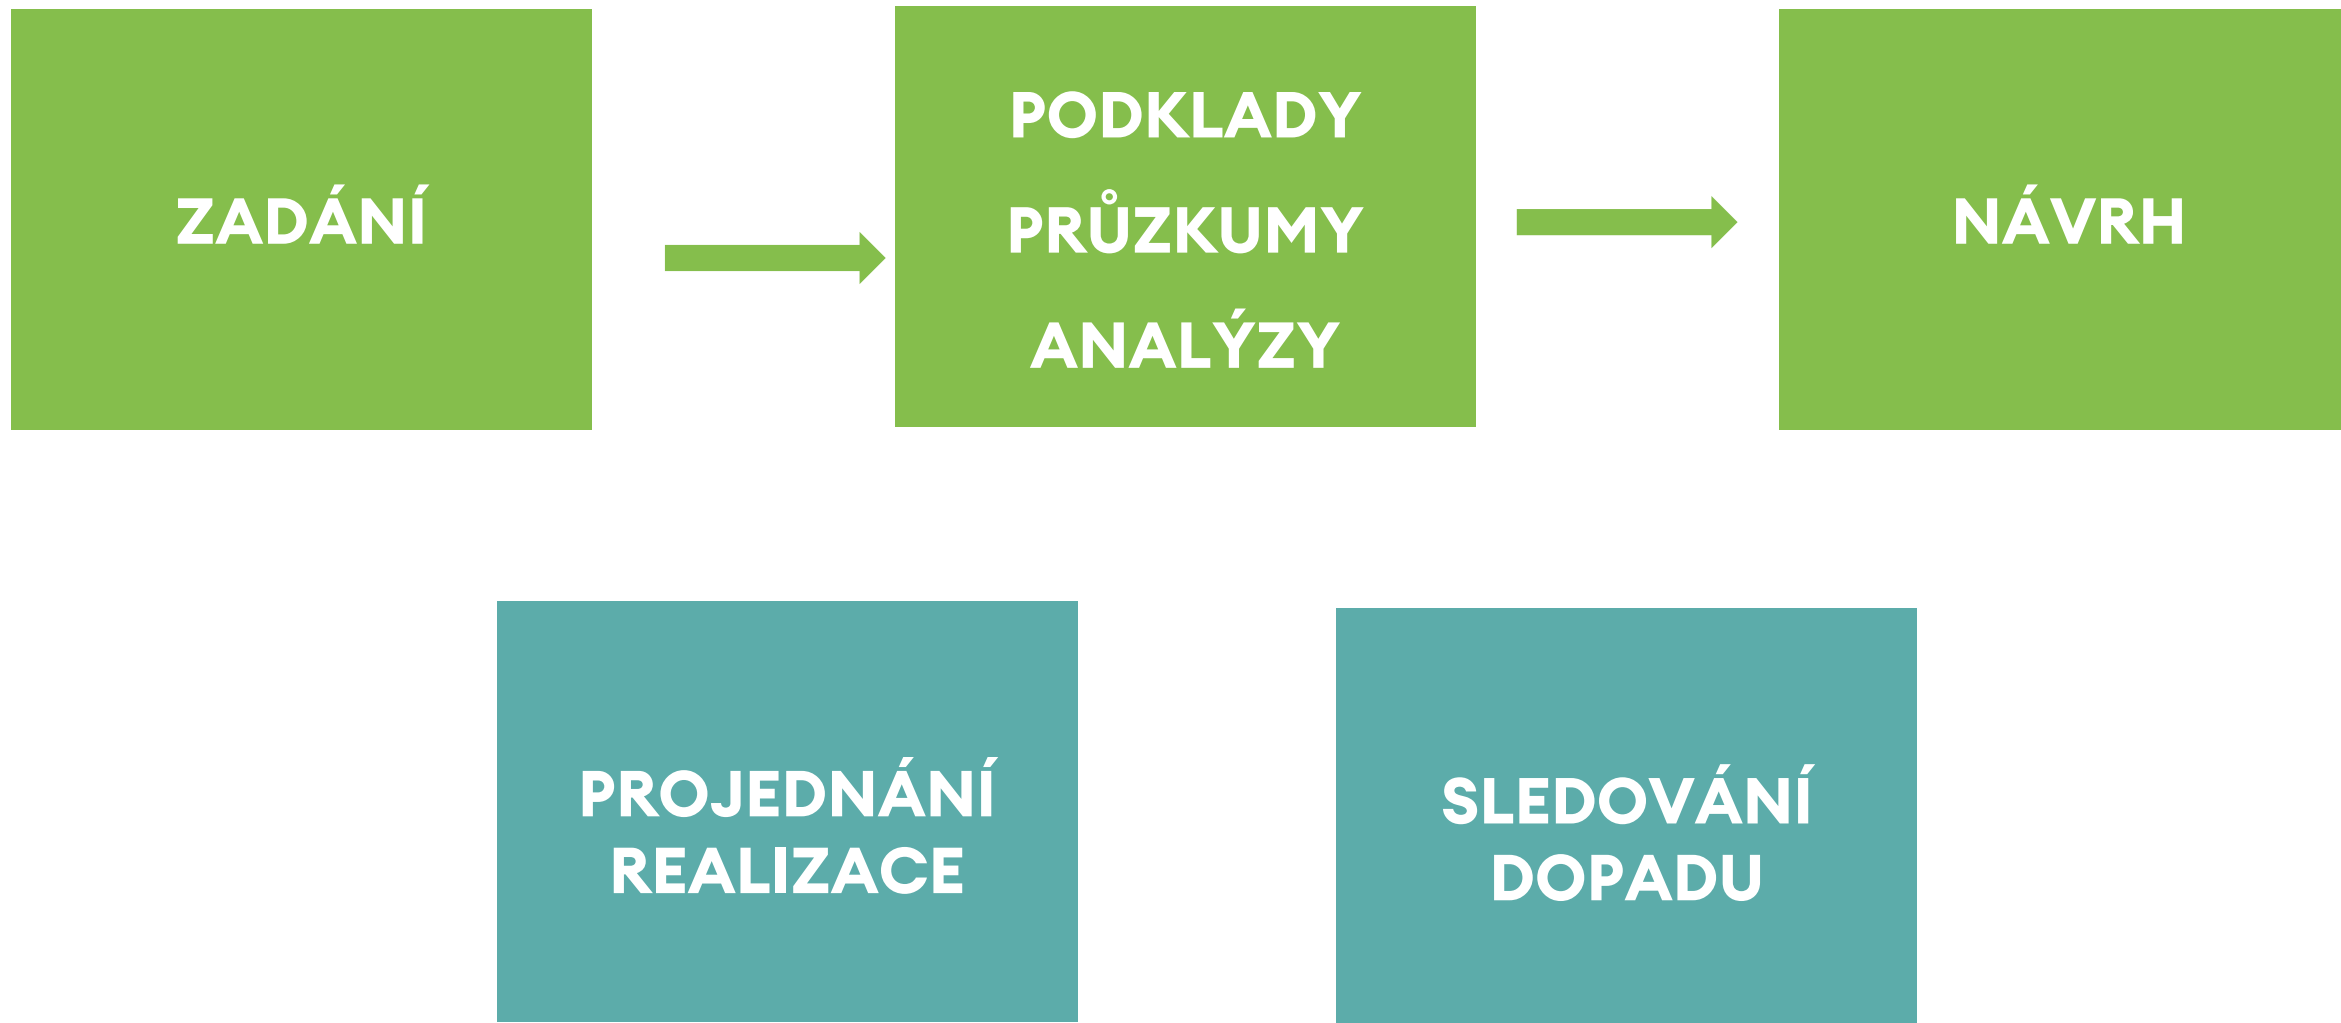 ZADÁNÍ
PODKLADY
PRŮZKUMY
ANALÝZY
NÁVRH
PROJEDNÁNÍ
REALIZACE
SLEDOVÁNÍ
DOPADU